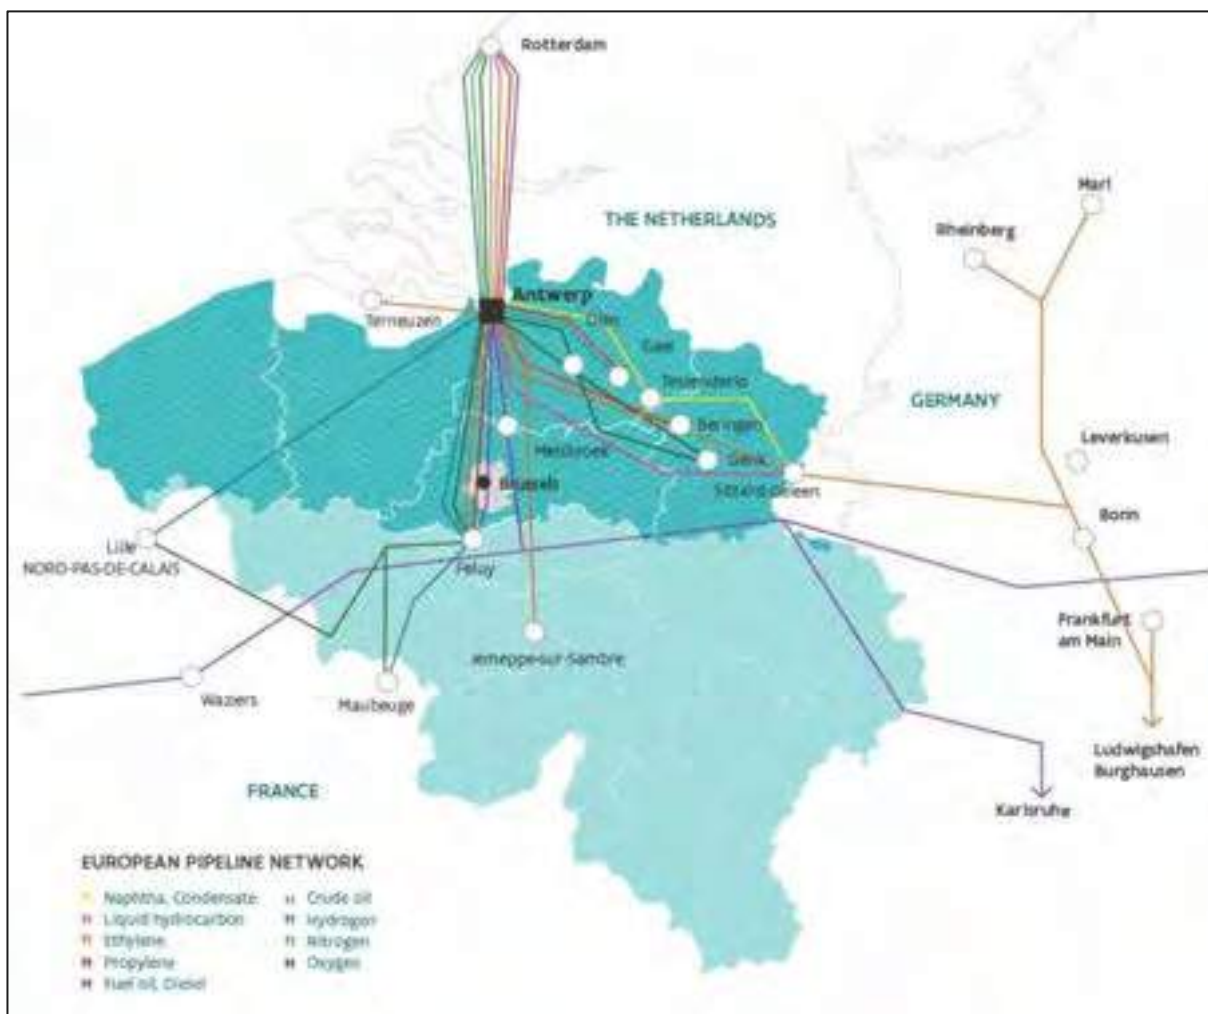 Rotterdam
THE NETHERLANDS
Marl
Rheinberg
Antwerp
Terneuzen
Olen
Geel
Tessenderlo
GERMANY
Beringen
Leverkusen
Genk
Brussels
Sittard-Geleen
Bonn
Lille
NORD-PAS-DE-CALAIS
Feluy
Frankfurt
am Main
Jemeppe-sur-Sambre
Waziers
Maubeuge
Ludwigshafen
Burghausen
FRANCE
Karlsruhe
EUROPEAN PIPELINE NETWORK
Naphtha, Condensate
Liquid hydrocarbon
Ethylene
Propylene
Fuel oil, Diesel
Crude oil
Hydrogen
Nitrogen
Oxygen